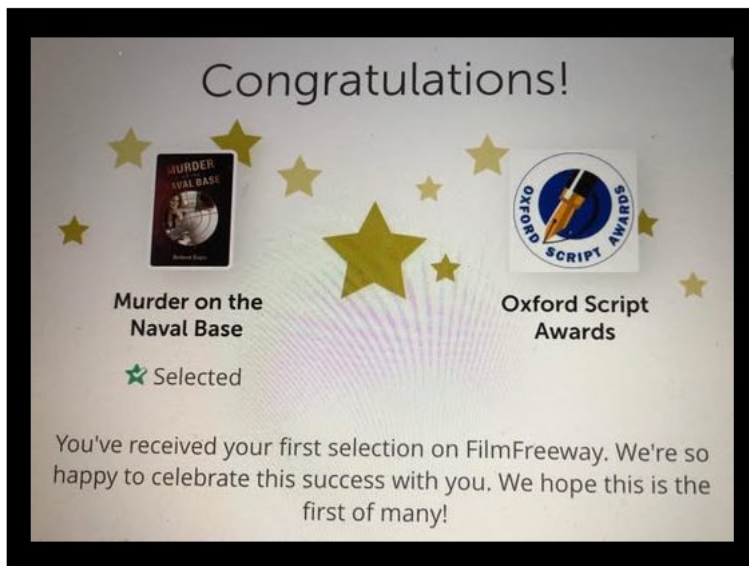 Congratulations!
MURDER
NAVAL BASE
OXFORD SCRIPT AWARDS
Murder on the
Naval Base
Oxford Script
Awards
Selected
You've received your first selection on FilmFreeway. We're so
happy to celebrate this success with you. We hope this is the
first of many!